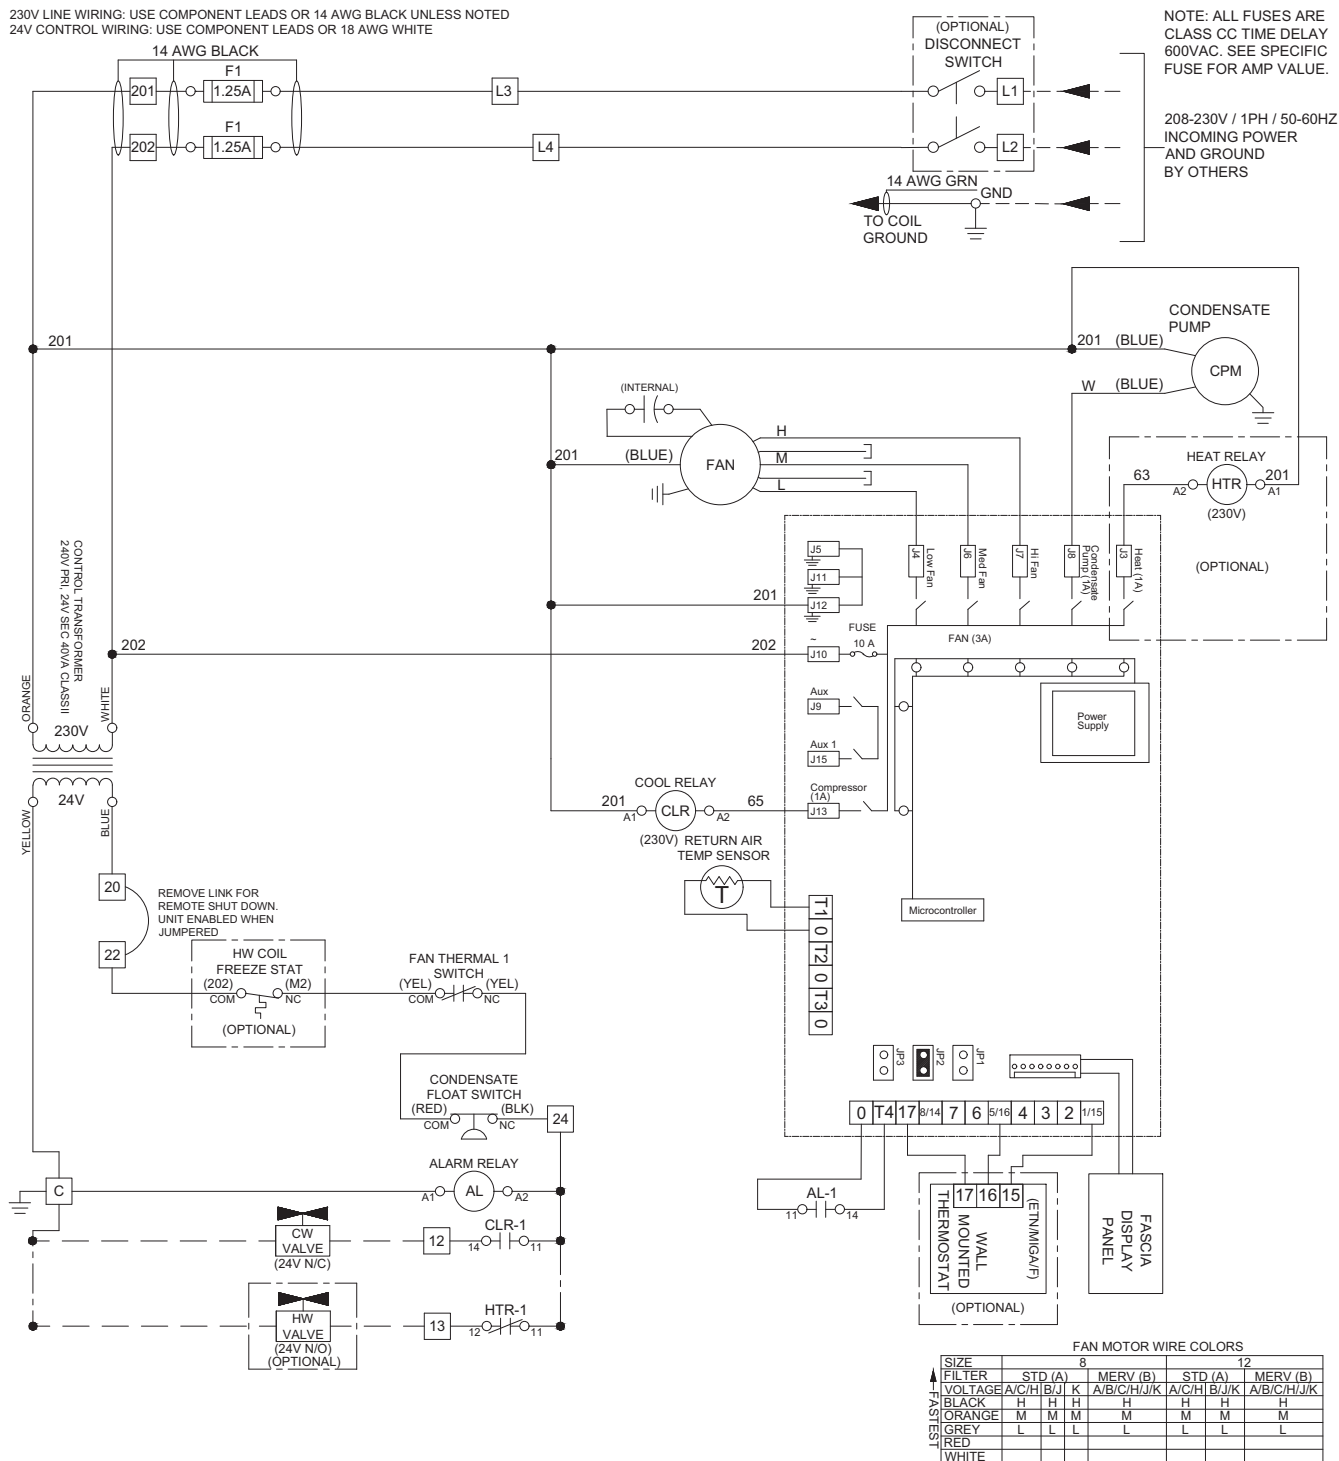 230V LINE WIRING: USE COMPONENT LEADS OR 14 AWG BLACK UNLESS NOTED
24V CONTROL WIRING: USE COMPONENT LEADS OR 18 AWG WHITE
14 AWG BLACK
201
F1
1.25A
L3
202
F1
1.25A
L4
(OPTIONAL)
DISCONNECT
SWITCH
L1
L2
14 AWG GRN
GND
TO COIL
GROUND
NOTE: ALL FUSES ARE
CLASS CC TIME DELAY
600VAC. SEE SPECIFIC
FUSE FOR AMP VALUE.
208-230V / 1PH / 50-60HZ
INCOMING POWER
AND GROUND
BY OTHERS
201
CONDENSATE
PUMP
201 (BLUE)
CPM
W (BLUE)
(INTERNAL)
201
(BLUE)
FAN
H
M
L
HEAT RELAY
63
A2
HTR
201
A1
(230V)
(OPTIONAL)
J5
J11
201
J12
J4
Low Fan
J6
Med Fan
J7
Hi Fan
J8
Condensate
Pump (1A)
J3
Heat (1A)
202
202
~
J10
FUSE
10 A
FAN (3A)
Aux
J9
Aux 1
J15
Compressor
(1A)
J13
Power
Supply
Microcontroller
CONTROL TRANSFORMER
240V PRI, 24V SEC 40VA CLASSII
ORANGE
WHITE
230V
24V
YELLOW
BLUE
COOL RELAY
201
A1
CLR
A2
65
(230V)
RETURN AIR
TEMP SENSOR
T
T1
0
T2
0
T3
0
20
22
REMOVE LINK FOR
REMOTE SHUT DOWN.
UNIT ENABLED WHEN
JUMPERED
HW COIL
FREEZE STAT
(202)
(M2)
COM
NC
(OPTIONAL)
FAN THERMAL 1
SWITCH
(YEL)
(YEL)
COM
NC
CONDENSATE
FLOAT SWITCH
(RED)
(BLK)
COM
NC
24
JP3
JP2
JP1
0 T4 17 8/14 7 6 5/16 4 3 2 1/15
C
ALARM RELAY
A1
AL
A2
AL-1
11
14
CW
VALVE
(24V N/C)
12
CLR-1
14
11
HW
VALVE
(24V N/O)
(OPTIONAL)
13
HTR-1
12
11
17 16 15
WALL
MOUNTED
THERMOSTAT
(ETN/MIGA/F)
(OPTIONAL)
FASCIA
DISPLAY
PANEL
FAN MOTOR WIRE COLORS
SIZE 8 12
FILTER STD (A) MERV (B) STD (A) MERV (B)
VOLTAGE A/C/H B/J K A/B/C/H/J/K A/C/H B/J/K A/B/C/H/J/K
BLACK H H H H H H H
ORANGE M M M M M M M
GREY L L L L L L L
RED
WHITE
FASTEST